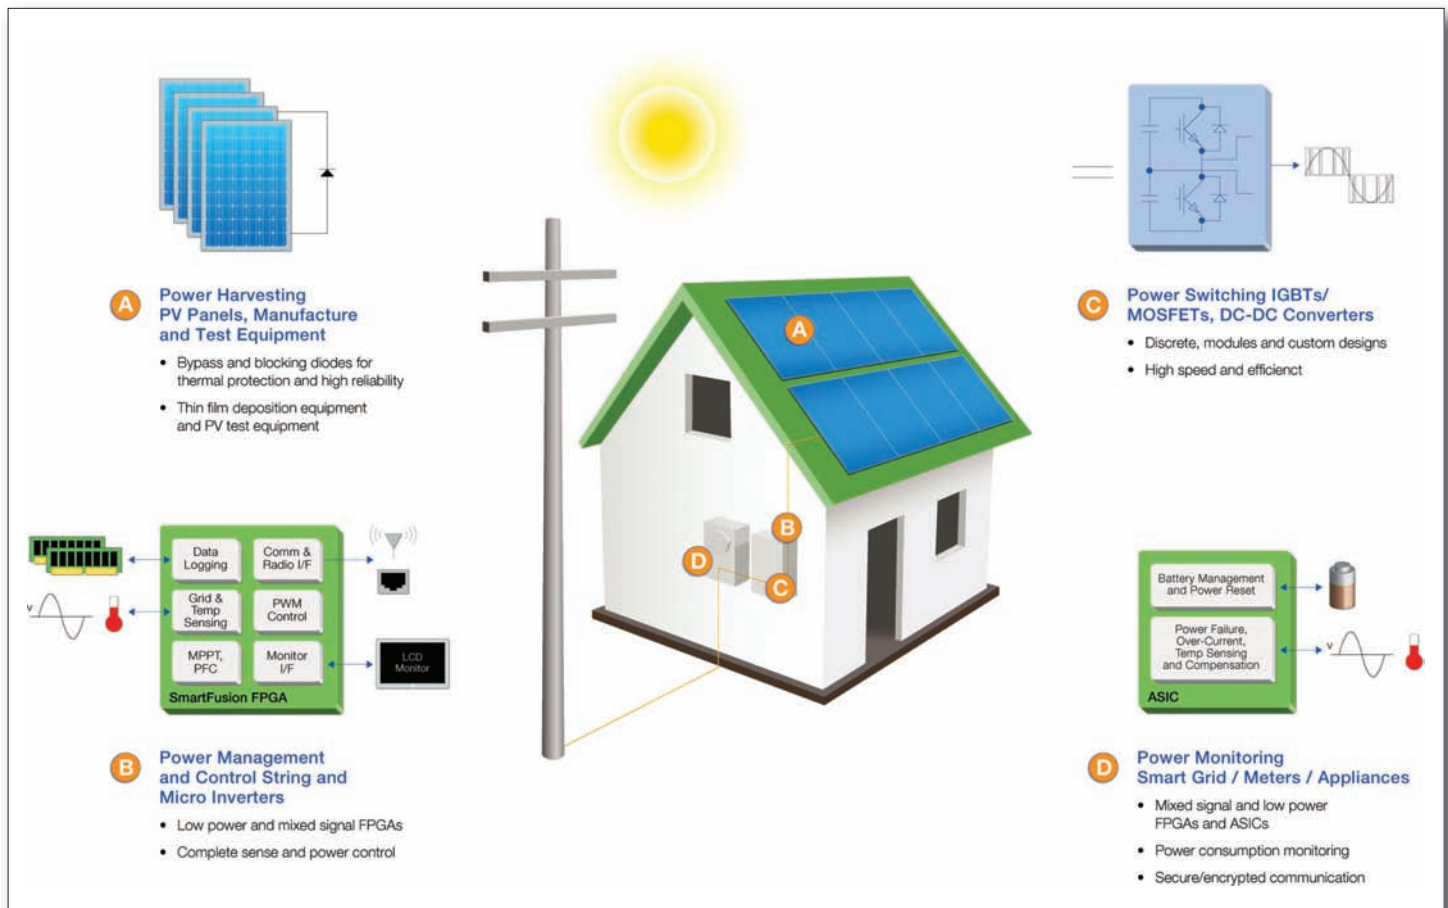 A
Power Harvesting
PV Panels, Manufacture
and Test Equipment
• Bypass and blocking diodes for
thermal protection and high reliability
• Thin film deposition equipment
and PV test equipment
Data
Logging
Comm &
Radio I/F
Grid &
Temp
Sensing
PWM
Control
MPPT,
PFC
Monitor
I/F
SmartFusion FPGA
V
LCD
Monitor
B
Power Management
and Control String and
Micro Inverters
• Low power and mixed signal FPGAs
• Complete sense and power control
A
B
D
C
C
Power Switching IGBTs/
MOSFETs, DC-DC Converters
• Discrete, modules and custom designs
• High speed and efficienct
Battery Management
and Power Reset
Power Failure,
Over-Current,
Temp Sensing
and Compensation
ASIC
V
D
Power Monitoring
Smart Grid / Meters / Appliances
• Mixed signal and low power
FPGAs and ASICs
• Power consumption monitoring
• Secure/encrypted communication